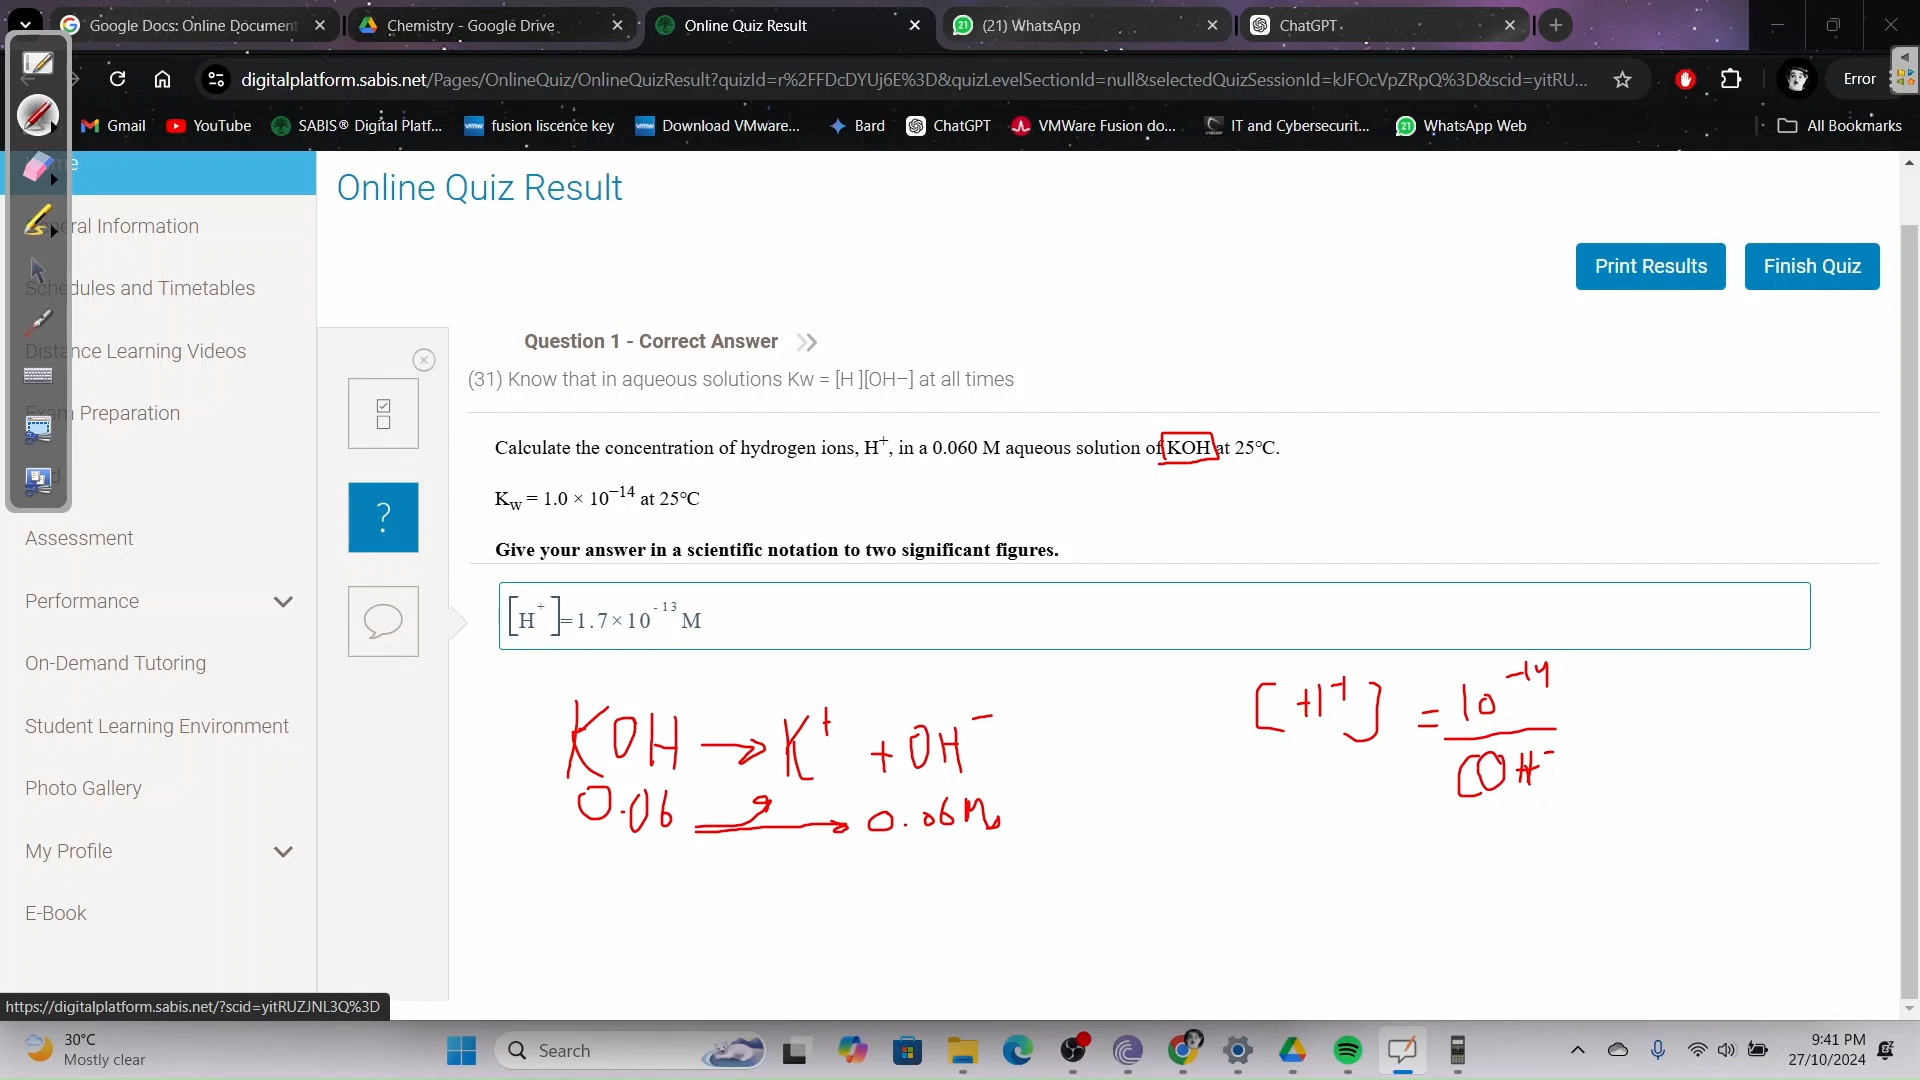 Google Docs: Online Document
Chemistry - Google Drive
Online Quiz Result
(21) WhatsApp
ChatGPT
digitalplatform.sabis.net/Pages/OnlineQuiz/OnlineQuizResult?quizId=r%2FFDcDYUj6E%3D&quizLevelSectionId=null&selectedQuizSessionId=kJFOcVpZRpQ%3D&scid=yitRU...
Error
Gmail
YouTube
SABIS® Digital Platf...
fusion liscence key
Download VMware...
Bard
ChatGPT
VMWare Fusion do...
IT and Cybersecurit...
WhatsApp Web
All Bookmarks
eral Information
Schedules and Timetables
Distance Learning Videos
Exam Preparation
Assessment
Performance
On-Demand Tutoring
Student Learning Environment
Photo Gallery
My Profile
E-Book
Online Quiz Result
Print Results
Finish Quiz
Question 1 - Correct Answer
(31) Know that in aqueous solutions Kw = [H ][OH–] at all times
Calculate the concentration of hydrogen ions, H⁺, in a 0.060 M aqueous solution of KOH at 25°C.
K_w = 1.0 × 10⁻¹⁴ at 25°C
Give your answer in a scientific notation to two significant figures.
?
[H⁺]=1.7×10⁻¹³ M
KOH → K⁺ + OH⁻
0.06 → 0.06M
[H⁺] = 10⁻¹⁴
[OH⁻
https://digitalplatform.sabis.net/?scid=yitRUZJNL3Q%3D
30°C
Mostly clear
Search
9:41 PM
27/10/2024